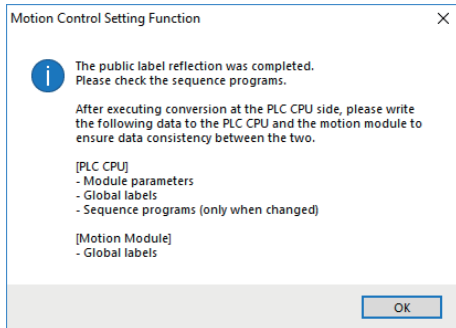 Motion Control Setting Function
The public label reflection was completed.
Please check the sequence programs.
After executing conversion at the PLC CPU side, please write
the following data to the PLC CPU and the motion module to
ensure data consistency between the two.
[PLC CPU]
- Module parameters
- Global labels
- Sequence programs (only when changed)
[Motion Module]
- Global labels
OK